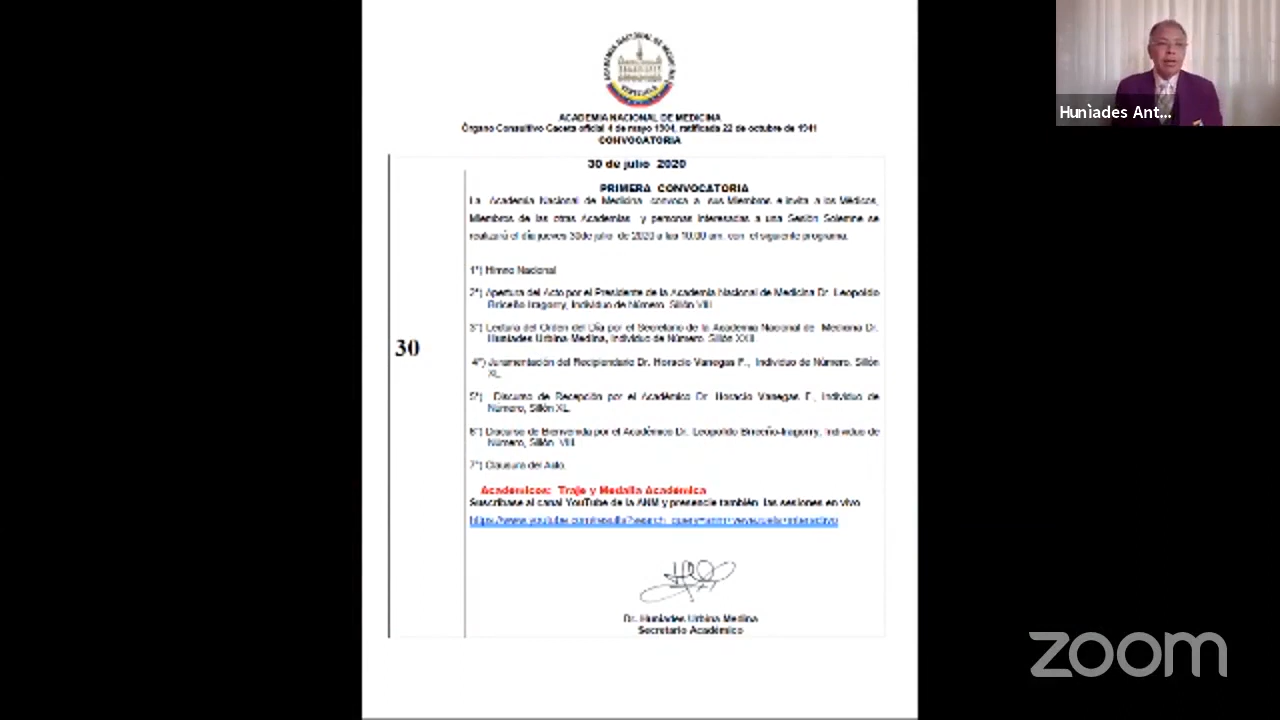 ACADEMIA NACIONAL DE MEDICINA
VENEZUELA
ACADEMIA NACIONAL DE MEDICINA
Órgano Consultivo Gaceta oficial 4 de mayo 1904, ratificada 22 de octubre de 1941
CONVOCATORIA
30 de julio 2020
PRIMERA CONVOCATORIA
La Academia Nacional de Medicina convoca a sus Miembros e invita a los Médicos,
Miembros de las otras Academias y personas interesadas a una Sesión Solemne se
realizará el día jueves 30de julio de 2020 a las 10:00 am. con el siguiente programa:
1°) Himno Nacional
2°) Apertura del Acto por el Presidente de la Academia Nacional de Medicina Dr. Leopoldo
Briceño-Iragorry, Individuo de Número, Sillón VIII
3°) Lectura del Orden del Día por el Secretario de la Academia Nacional de Medicina Dr.
Huníades Urbina Medina, Individuo de Número, Sillón
30
4°) Juramentación del Recipiendario Dr. Horacio Vanegas F., Individuo de Número, Sillón
XL.
5°) Discurso de Recepción por el Académico Dr. Horacio Vanegas F., Individuo de
Número, Sillón XL.
6°) Discurso de Bienvenida por el Académico Dr. Leopoldo Briceño-Iragorry, Individuo de
Número, Sillón VIII
7°) Clausura del Acto.
Académicos: Traje y Medalla Académica
Suscríbase al canal YouTube de la ANM y presencie también las sesiones en vivo
Dr. Huníades Urbina Medina
Secretario Académico
Hunìades Ant...
zoom